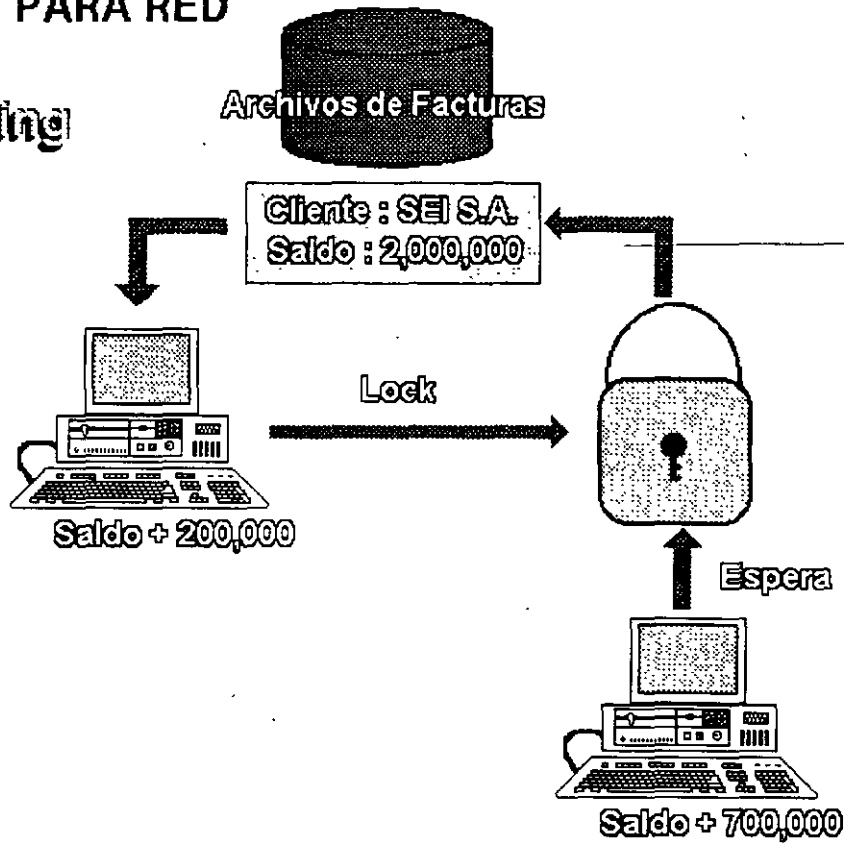 PARA RED
ing
Archivos de Facturas
Cliente : SEI S.A.
Saldo : 2,000,000
Lock
Saldo + 200,000
Espera
Saldo + 700,000